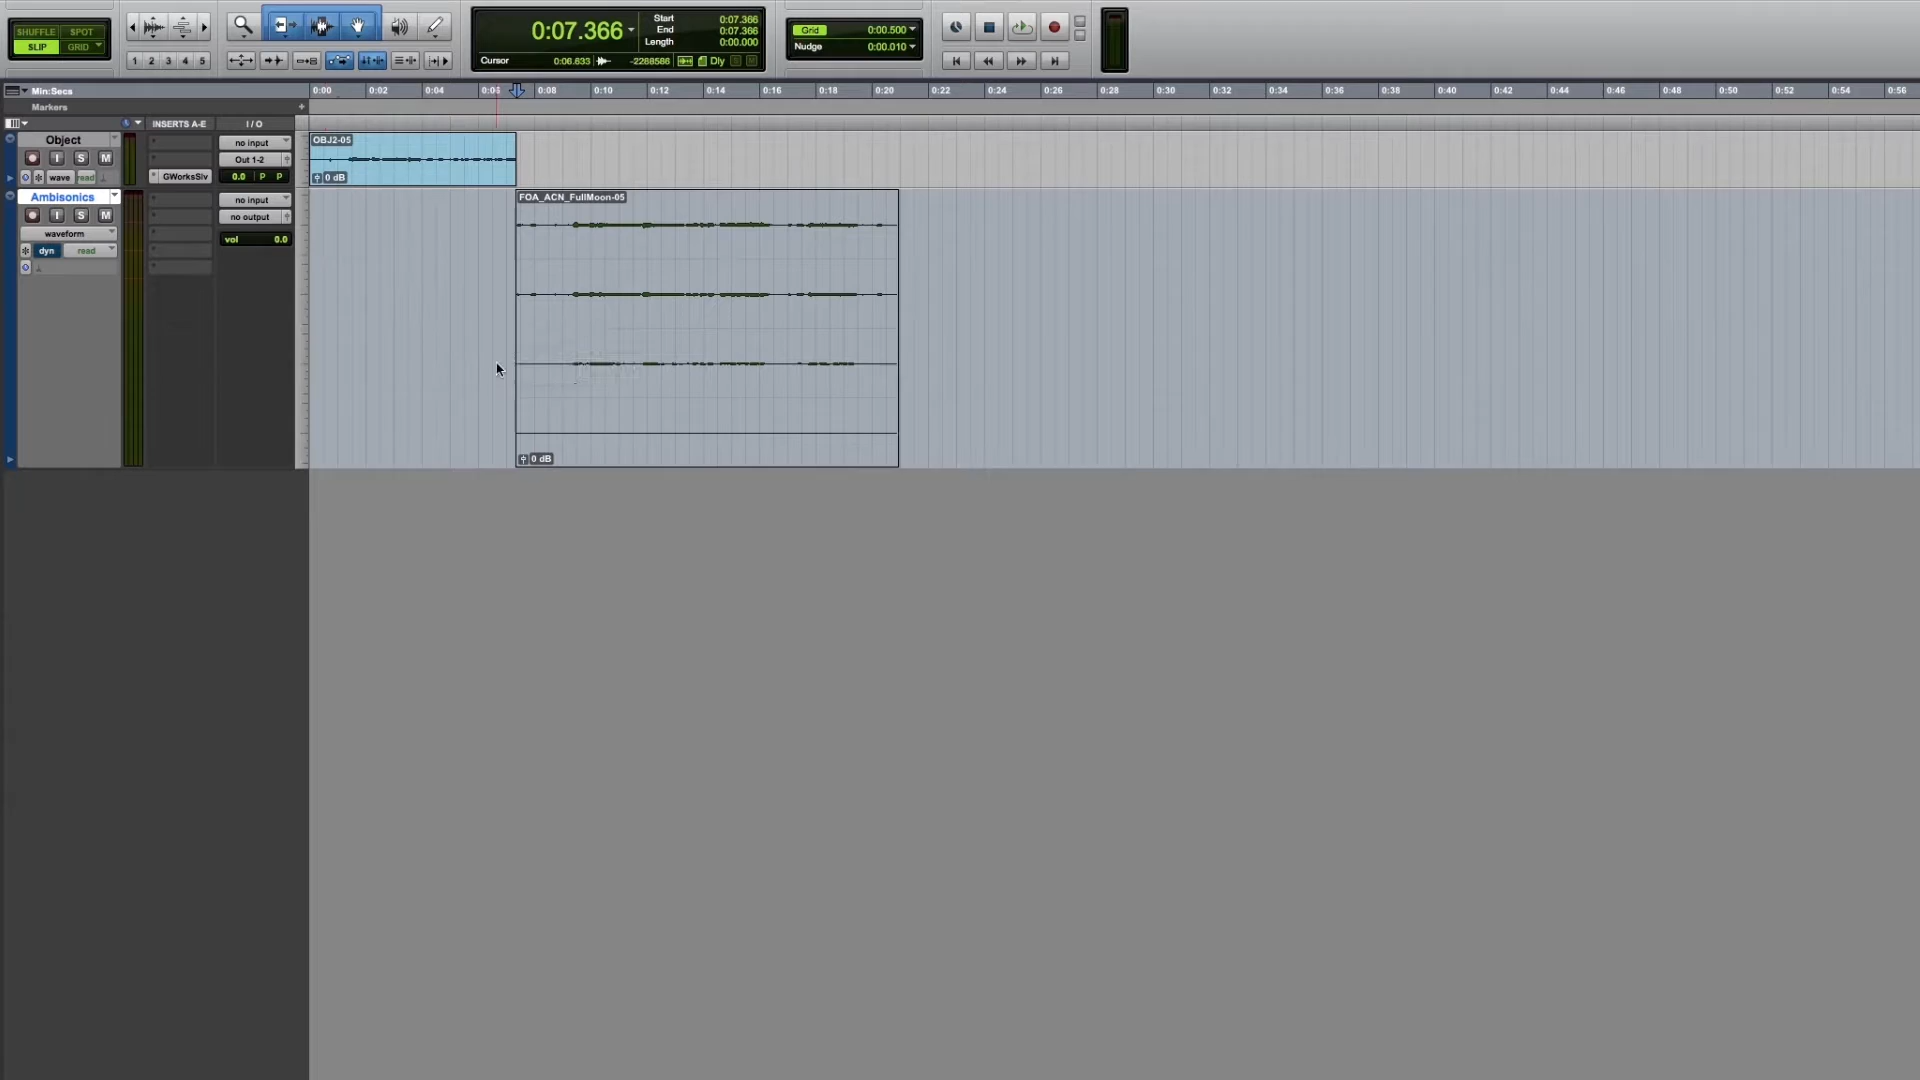 SHUFFLE SPOT
SLIP GRID
1 2 3 4 5
0:07.366
Start 0:07.366
End 0:07.366
Length 0:00.000
Cursor 0:06.633 -2288586 Dly
Grid 0:00.500
Nudge 0:00.010
Min:Secs
0:00 0:02 0:04 0:06 0:08 0:10 0:12 0:14 0:16 0:18 0:20 0:22 0:24 0:26 0:28 0:30 0:32 0:34 0:36 0:38 0:40 0:42 0:44 0:46 0:48 0:50 0:52 0:54 0:56
Markers
INSERTS A-E I / O
Object
I S M
wave read
GWorksSlv
no input
Out 1-2
0.0 P P
OBJ2-05
0 dB
Ambisonics
I S M
waveform
dyn read
no input
no output
vol 0.0
FOA_ACN_FullMoon-05
0 dB